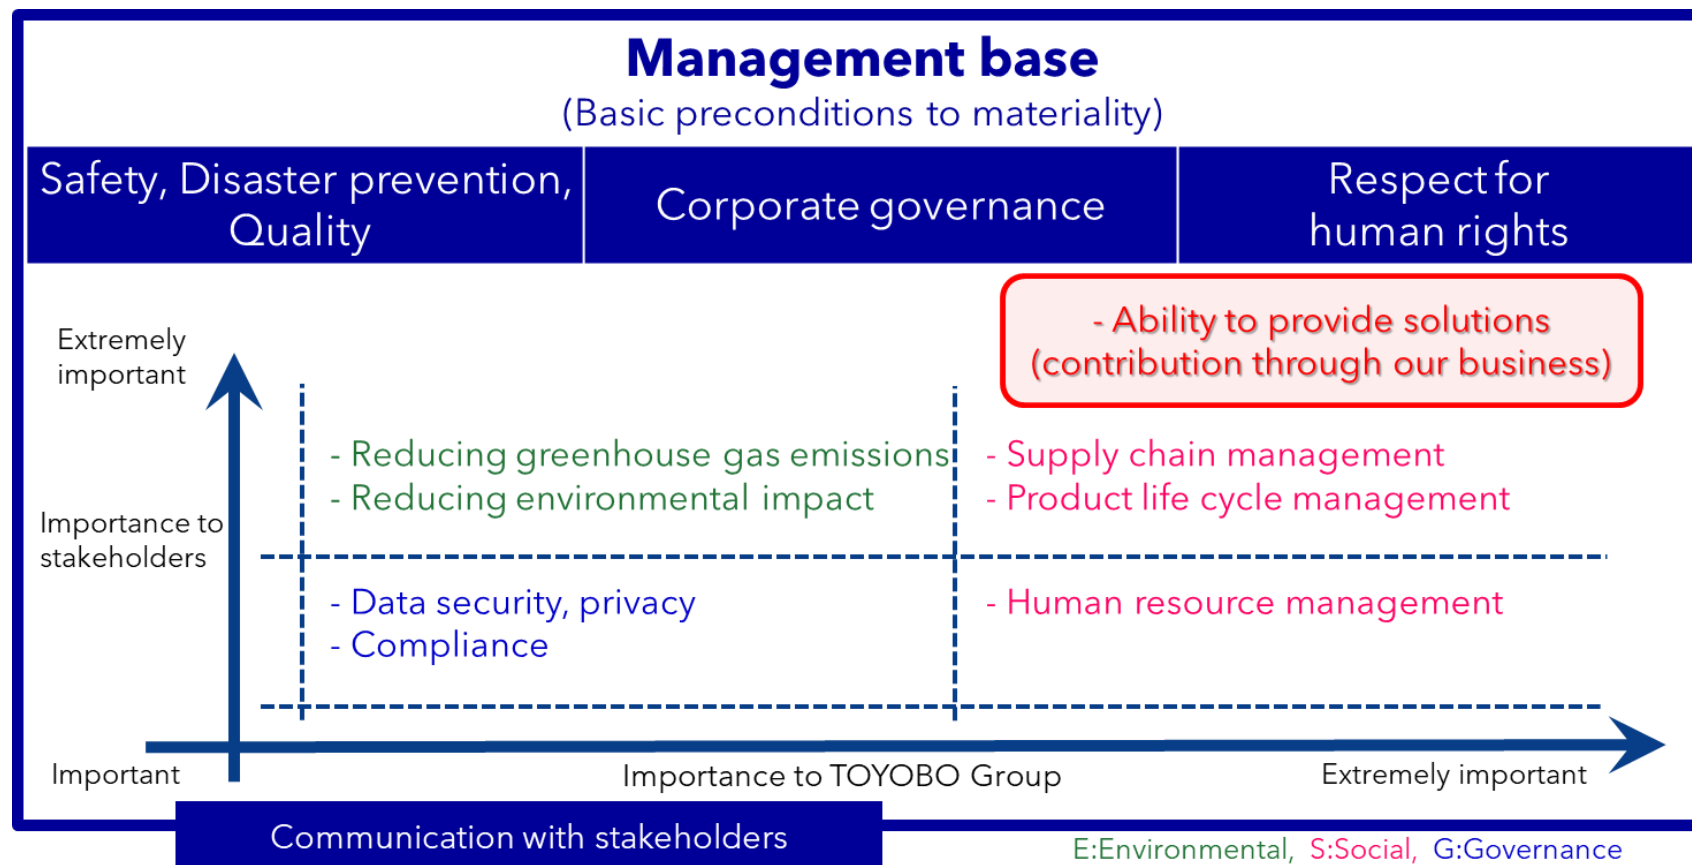 Management base
(Basic preconditions to materiality)
Safety, Disaster prevention,
Quality
Corporate governance
Respect for
human rights
- Ability to provide solutions
(contribution through our business)
Extremely
important
- Reducing greenhouse gas emissions
- Reducing environmental impact
- Supply chain management
- Product life cycle management
Importance to
stakeholders
- Data security, privacy
- Compliance
- Human resource management
Important
Importance to TOYOBO Group
Extremely important
Communication with stakeholders
E:Environmental, S:Social, G:Governance